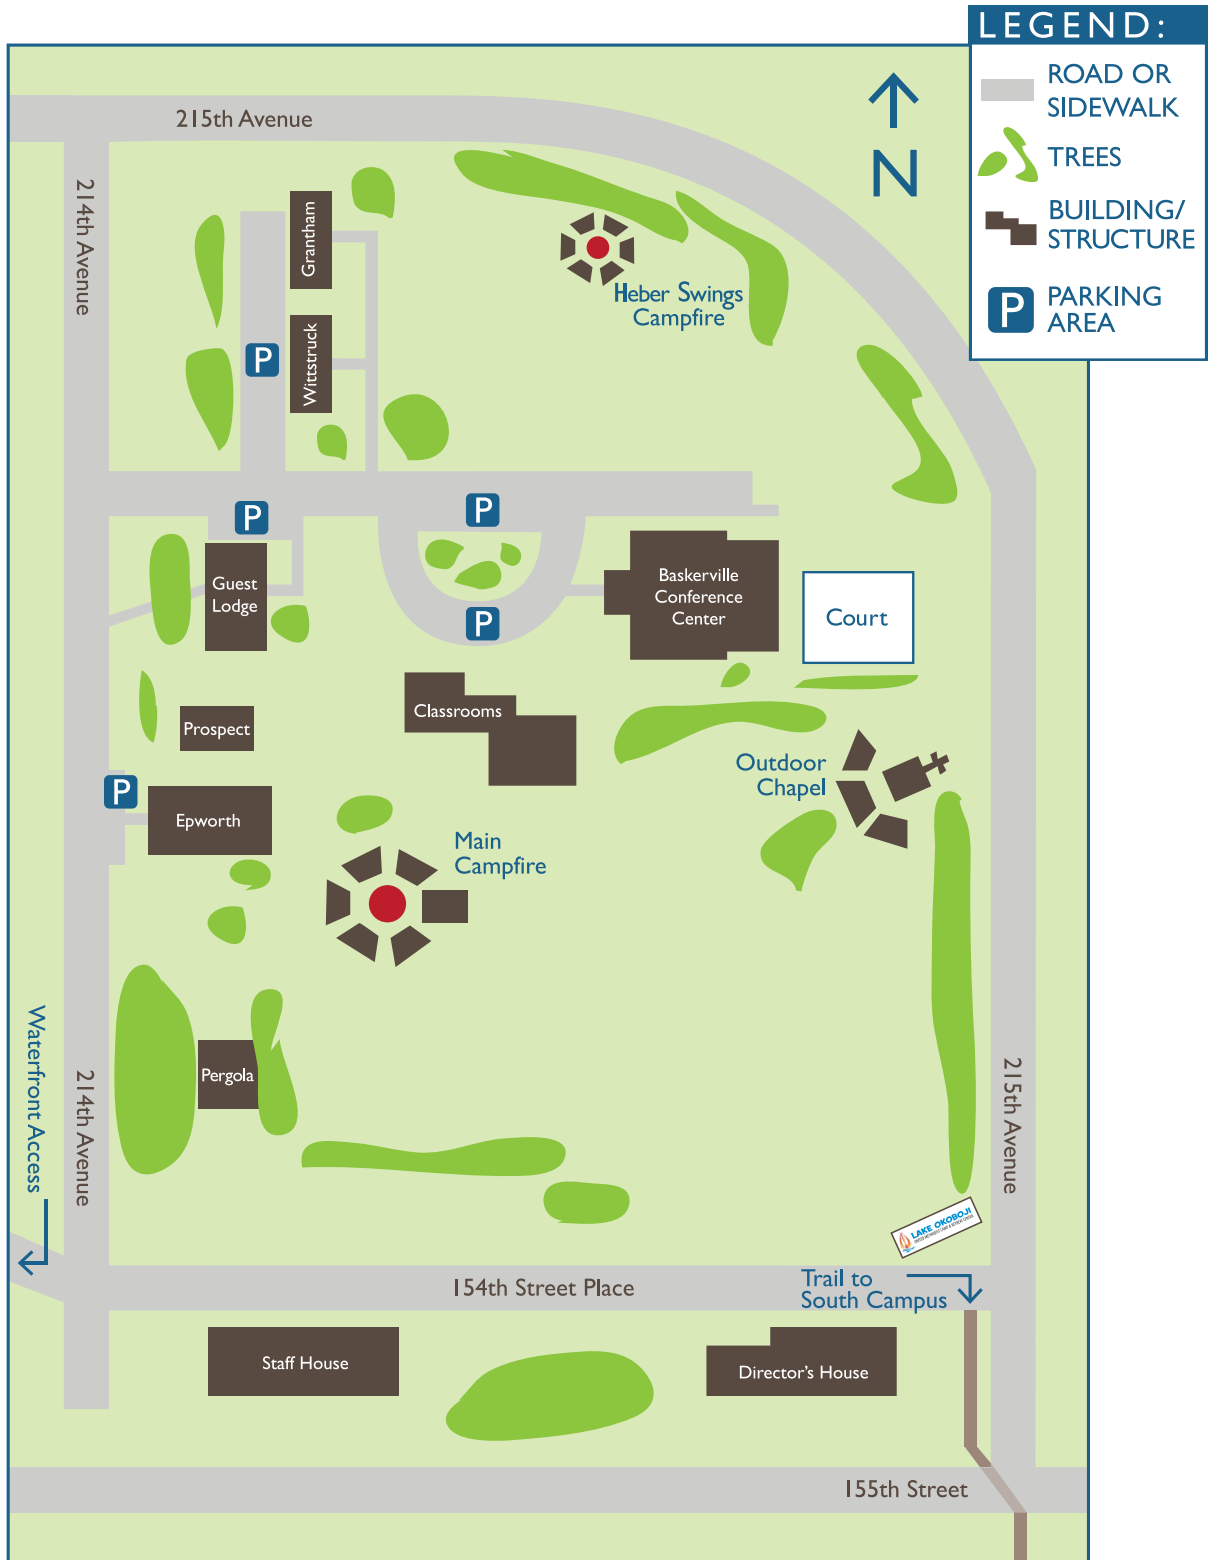 LEGEND:
ROAD OR
SIDEWALK
TREES
BUILDING/
STRUCTURE
P
PARKING
AREA
N
215th Avenue
214th Avenue
Grantham
Wittstruck
P
Heber Swings
Campfire
P
P
P
Guest
Lodge
Baskerville
Conference
Center
Court
Prospect
Classrooms
P
Epworth
Outdoor
Chapel
Main
Campfire
Waterfront Access
214th Avenue
Pergola
215th Avenue
LAKE OKOBOJI
154th Street Place
Trail to
South Campus
Staff House
Director's House
155th Street